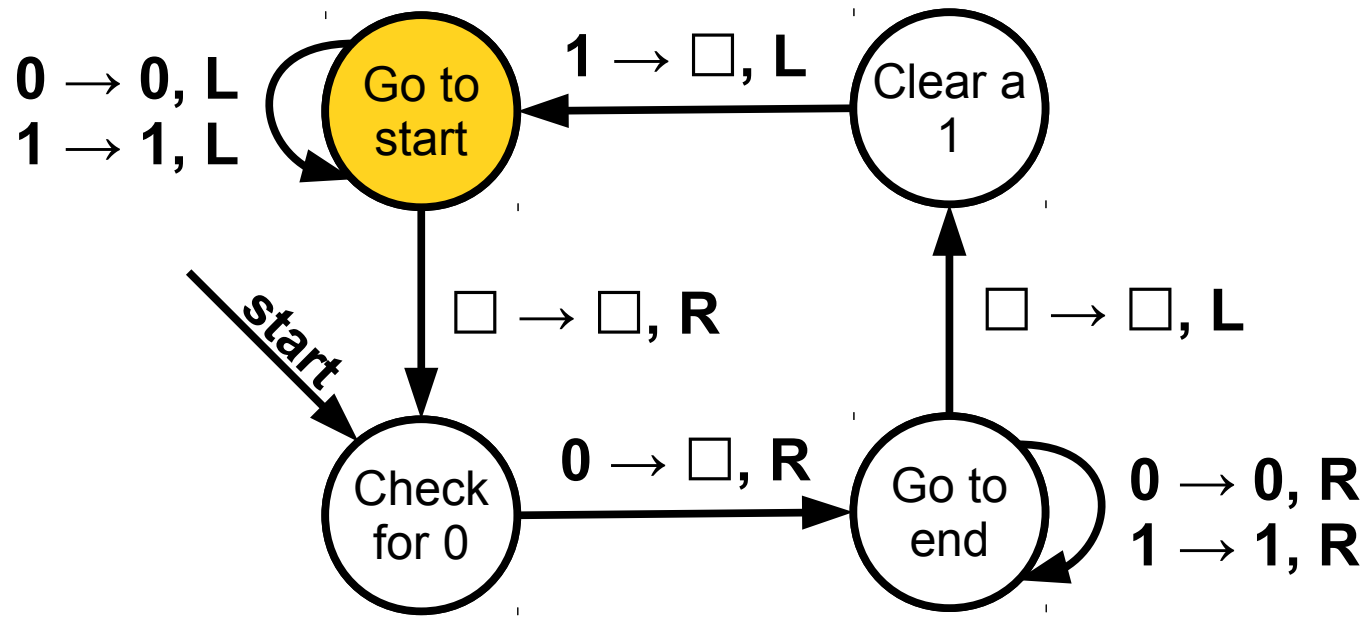 0 → 0, L
1 → 1, L
Go to
start
1 → □, L
Clear a
1
□ → □, R
□ → □, L
start
Check
for 0
0 → □, R
Go to
end
0 → 0, R
1 → 1, R